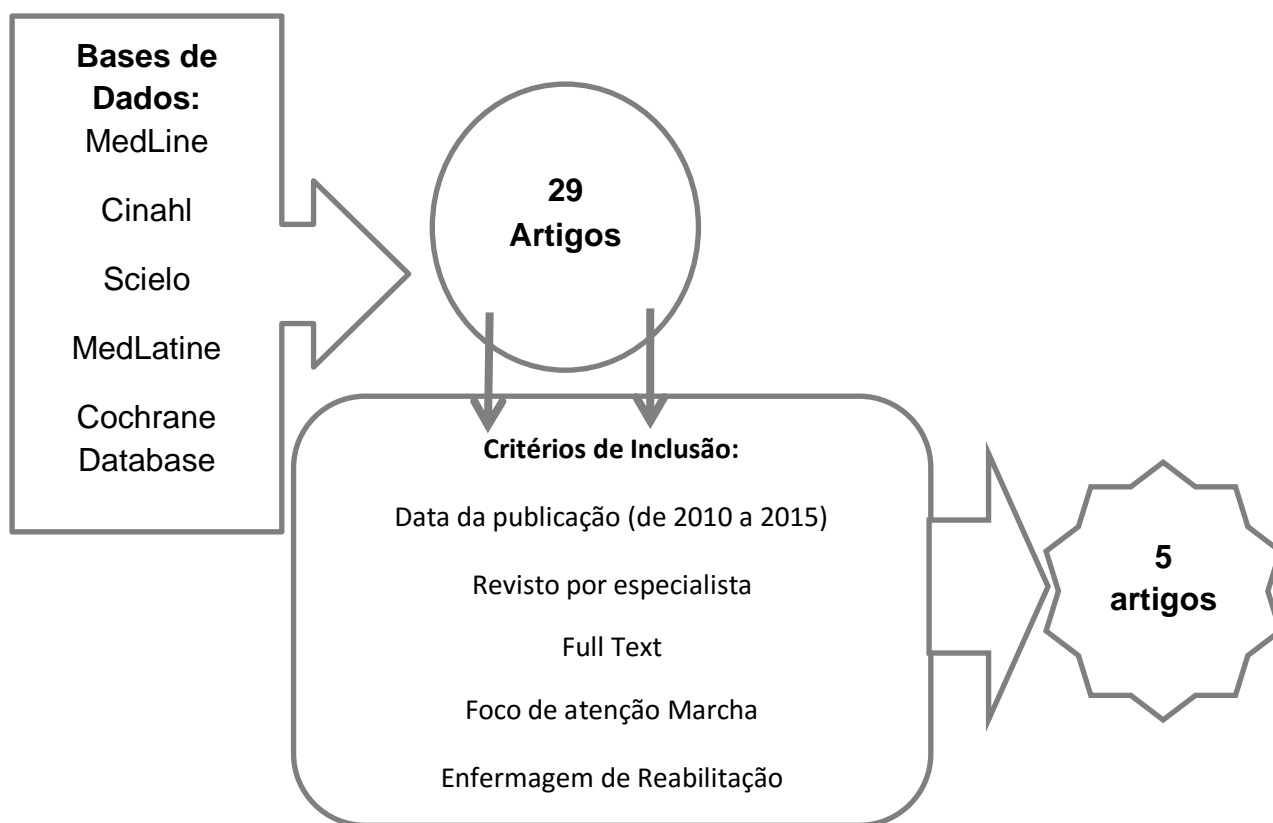 Bases de
Dados:
MedLine
Cinahl
Scielo
MedLatine
Cochrane
Database
29
Artigos
Critérios de Inclusão:
Data da publicação (de 2010 a 2015)
Revisto por especialista
Full Text
Foco de atenção Marcha
Enfermagem de Reabilitação
5
artigos